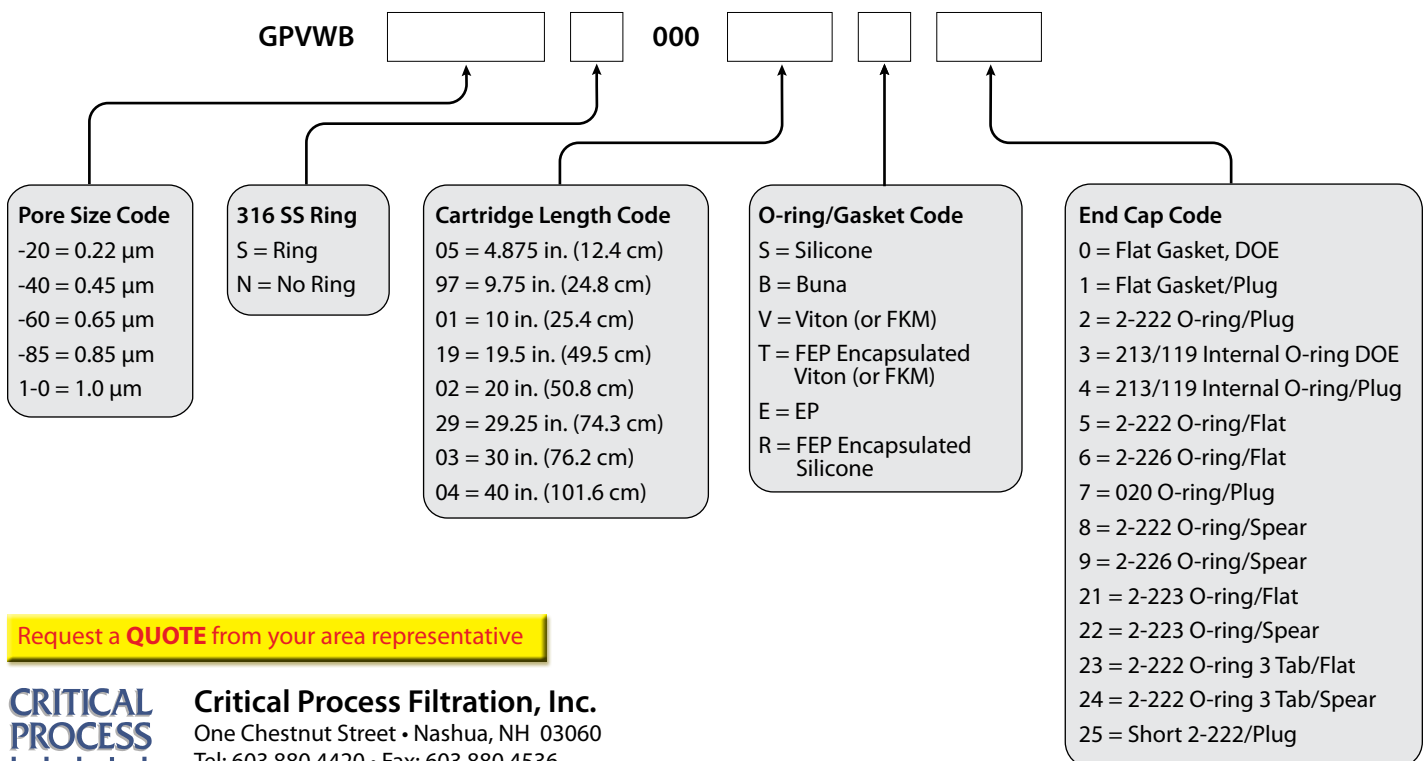 GPVWB 000
Pore Size Code
-20 = 0.22 µm
-40 = 0.45 µm
-60 = 0.65 µm
-85 = 0.85 µm
1-0 = 1.0 µm
316 SS Ring
S = Ring
N = No Ring
Cartridge Length Code
05 = 4.875 in. (12.4 cm)
97 = 9.75 in. (24.8 cm)
01 = 10 in. (25.4 cm)
19 = 19.5 in. (49.5 cm)
02 = 20 in. (50.8 cm)
29 = 29.25 in. (74.3 cm)
03 = 30 in. (76.2 cm)
04 = 40 in. (101.6 cm)
O-ring/Gasket Code
S = Silicone
B = Buna
V = Viton (or FKM)
T = FEP Encapsulated
Viton (or FKM)
E = EP
R = FEP Encapsulated
Silicone
End Cap Code
0 = Flat Gasket, DOE
1 = Flat Gasket/Plug
2 = 2-222 O-ring/Plug
3 = 213/119 Internal O-ring DOE
4 = 213/119 Internal O-ring/Plug
5 = 2-222 O-ring/Flat
6 = 2-226 O-ring/Flat
7 = 020 O-ring/Plug
8 = 2-222 O-ring/Spear
9 = 2-226 O-ring/Spear
21 = 2-223 O-ring/Flat
22 = 2-223 O-ring/Spear
23 = 2-222 O-ring 3 Tab/Flat
24 = 2-222 O-ring 3 Tab/Spear
25 = Short 2-222/Plug
Request a QUOTE from your area representative
CRITICAL
PROCESS
Critical Process Filtration, Inc.
One Chestnut Street • Nashua, NH 03060
Tel: 603.880.4420 • Fax: 603.880.4536